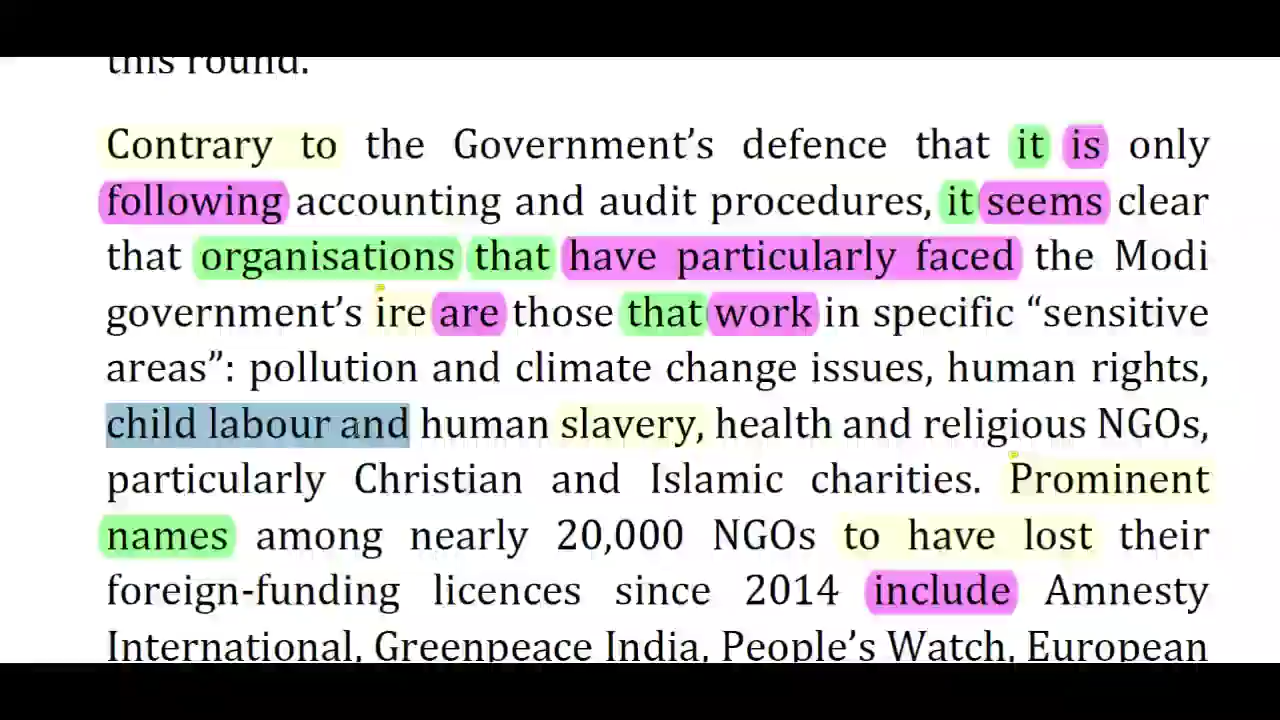 this round.
Contrary to the Government’s defence that it is only
following accounting and audit procedures, it seems clear
that organisations that have particularly faced the Modi
government’s ire are those that work in specific “sensitive
areas”: pollution and climate change issues, human rights,
child labour and human slavery, health and religious NGOs,
particularly Christian and Islamic charities. Prominent
names among nearly 20,000 NGOs to have lost their
foreign-funding licences since 2014 include Amnesty
International, Greenpeace India, People’s Watch, European